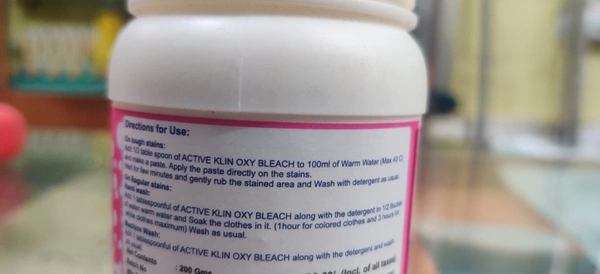 Directions for Use:
On tough stains:
Add 1/2 table spoon of ACTIVE KLIN OXY BLEACH to 100ml of Warm Water (Max 40 C)
and make a paste. Apply the paste directly on the stains.
Wait for few minutes and gently rub the stained area and Wash with detergent as usual.
On Regular stains:
Hand wash:
Add 1 tablespoonful of ACTIVE KLIN OXY BLEACH along with the detergent in 1/2 Bucket
of water warm water and Soak the clothes in it. (1hour for colored clothes and 3 hours for
white clothes maximum) Wash as usual.
Machine Wash:
Add 1 tablespoonful of ACTIVE KLIN OXY BLEACH along with the detergent and wash
as usual.
Net Contents : 200 Gms
Batch No
(Incl. of all taxes)